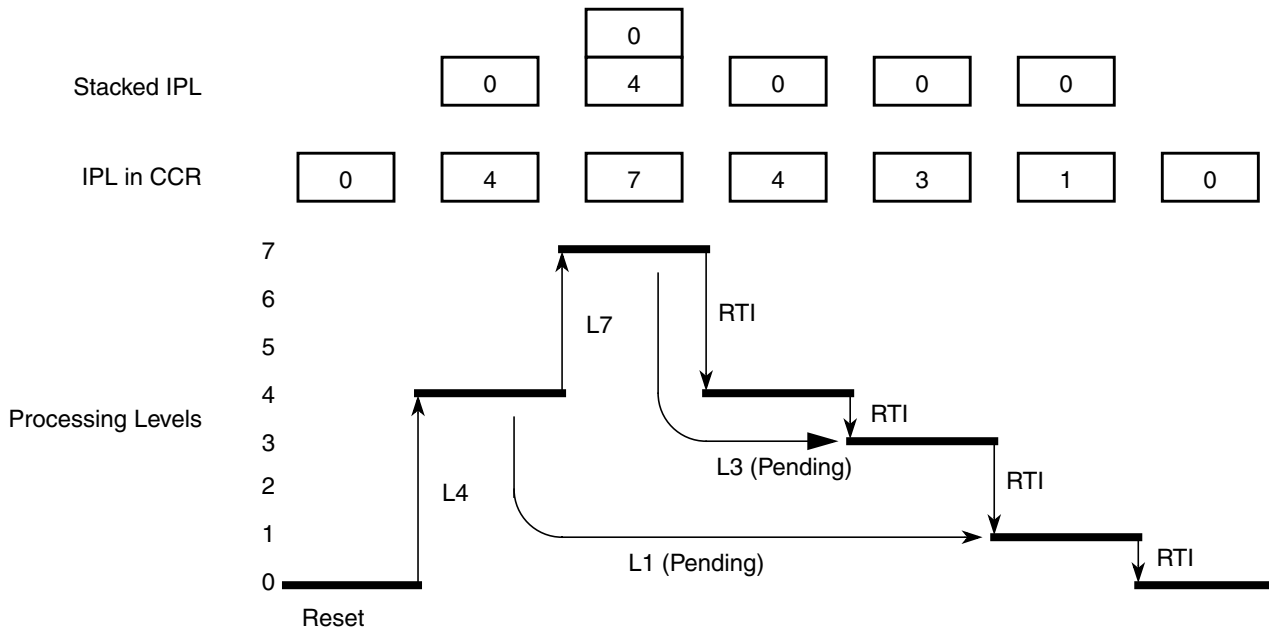 0
Stacked IPL 0 4 0 0 0
IPL in CCR 0 4 7 4 3 1 0
7
6
RTI
L7
5
4
RTI
Processing Levels
3
L3 (Pending)
RTI
2
L4
1
L1 (Pending)
RTI
0
Reset